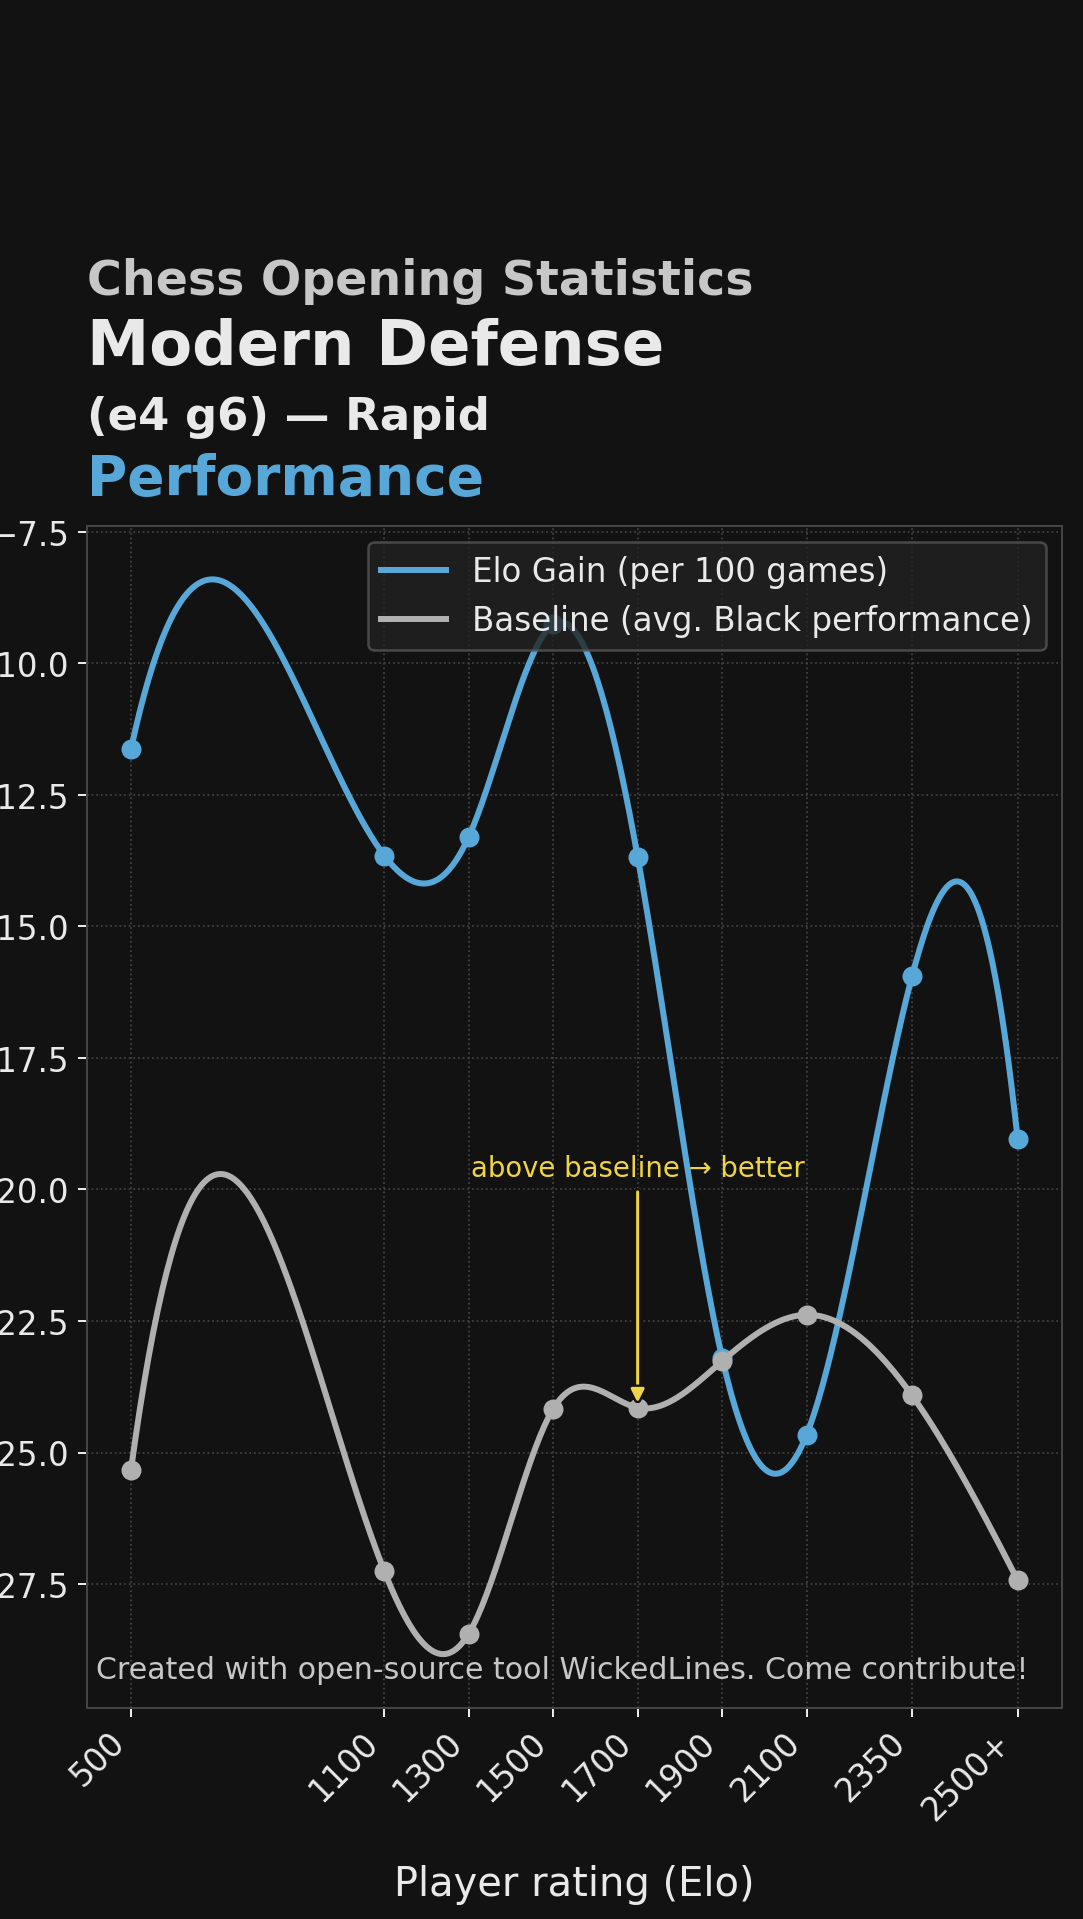 Chess Opening Statistics
Modern Defense
(e4 g6) — Rapid
Performance
−7.5
10.0
12.5
15.0
17.5
20.0
22.5
25.0
27.5
Elo Gain (per 100 games)
Baseline (avg. Black performance)
above baseline → better
Created with open-source tool WickedLines. Come contribute!
500
1100
1300
1500
1700
1900
2100
2350
2500+
Player rating (Elo)